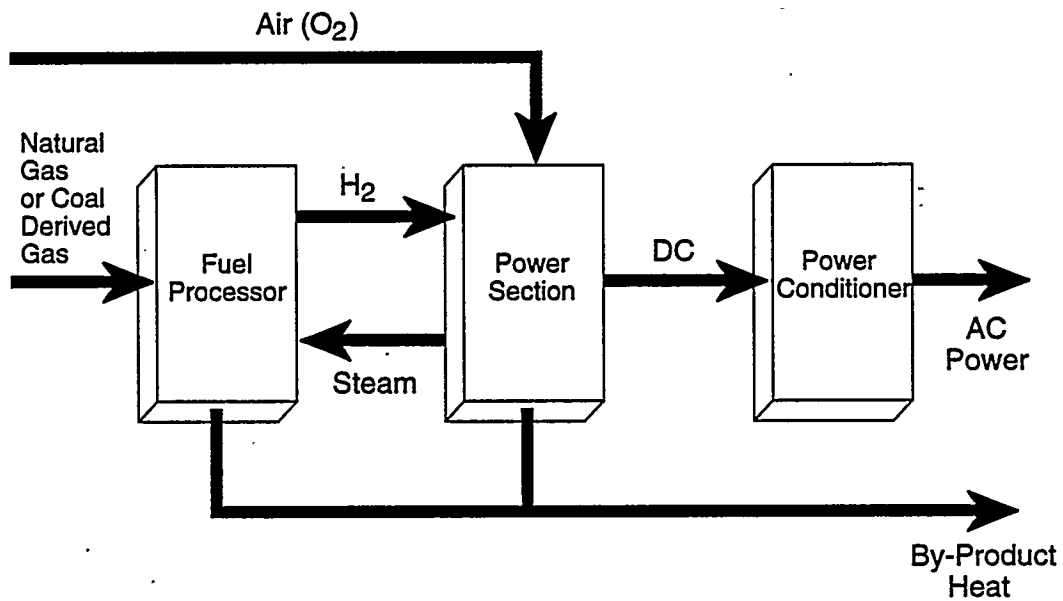 Air (O2)
Natural
Gas
or Coal
Derived
Gas
H2
Fuel
Processor
Steam
Power
Section
DC
Power
Conditioner
AC
Power
By-Product
Heat